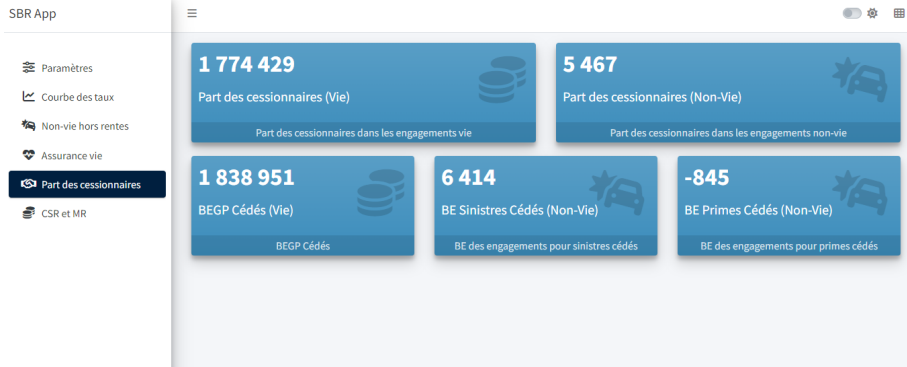 SBR App
Paramètres
Courbe des taux
Non-vie hors rentes
Assurance vie
Part des cessionnaires
CSR et MR
1 774 429
Part des cessionnaires (Vie)
Part des cessionnaires dans les engagements vie
5 467
Part des cessionnaires (Non-Vie)
Part des cessionnaires dans les engagements non-vie
1 838 951
BEGP Cédés (Vie)
BEGP Cédés
6 414
BE Sinistres Cédés (Non-Vie)
BE des engagements pour sinistres cédés
-845
BE Primes Cédés (Non-Vie)
BE des engagements pour primes cédés